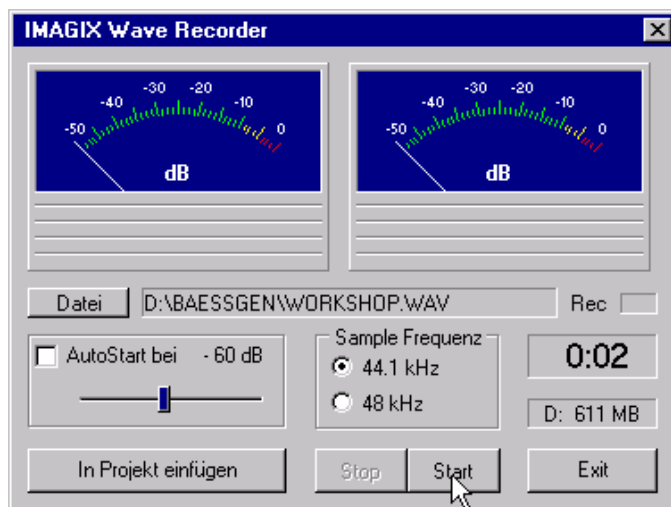 IMAGIX Wave Recorder
-50 -40 -30 -20 -10 0
dB
-50 -40 -30 -20 -10 0
dB
Datei D:\BAESSGEN\WORKSHOP.WAV Rec
AutoStart bei - 60 dB
Sample Frequenz
44.1 kHz
48 kHz
0:02
D: 611 MB
In Projekt einfügen Stop Start Exit